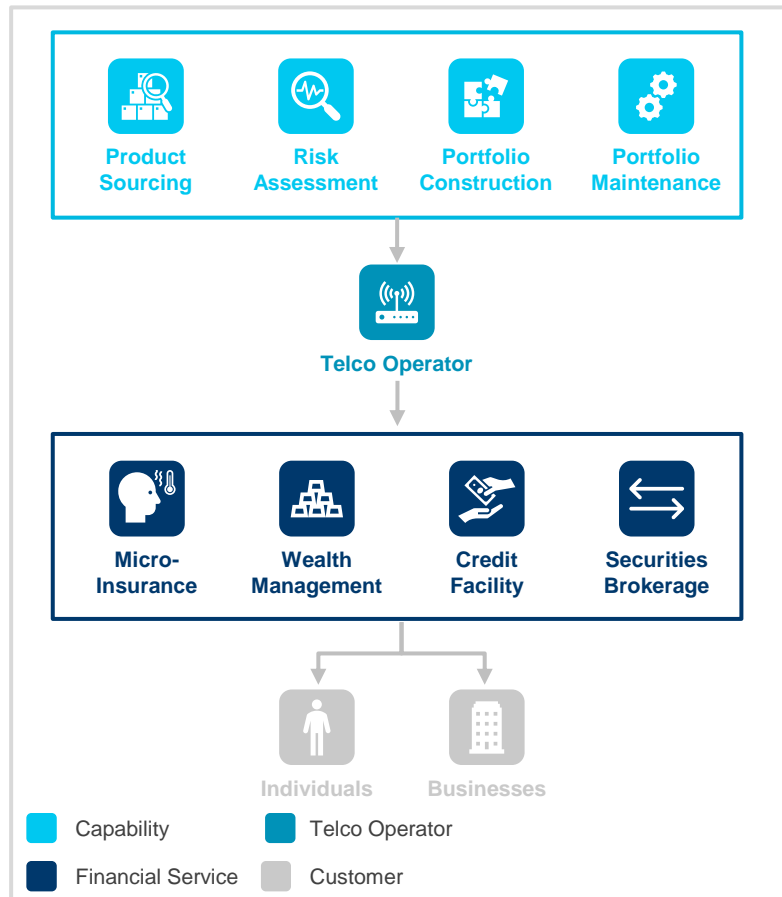 Product Sourcing
Risk Assessment
Portfolio Construction
Portfolio Maintenance
Telco Operator
Micro-
Insurance
Wealth Management
Credit Facility
Securities Brokerage
Individuals
Businesses
Capability
Telco Operator
Financial Service
Customer